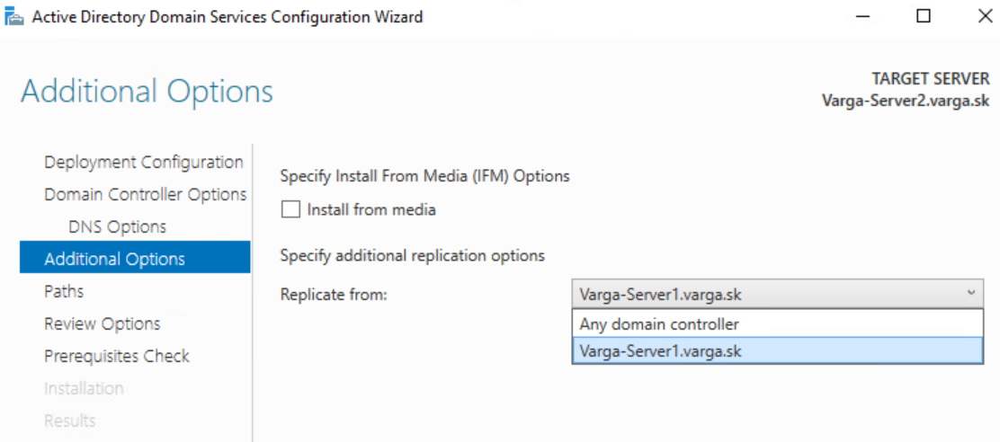 Active Directory Domain Services Configuration Wizard
Additional Options
TARGET SERVER
Varga-Server2.varga.sk
Deployment Configuration
Domain Controller Options
DNS Options
Additional Options
Paths
Review Options
Prerequisites Check
Installation
Results
Specify Install From Media (IFM) Options
Install from media
Specify additional replication options
Replicate from:
Varga-Server1.varga.sk
Any domain controller
Varga-Server1.varga.sk